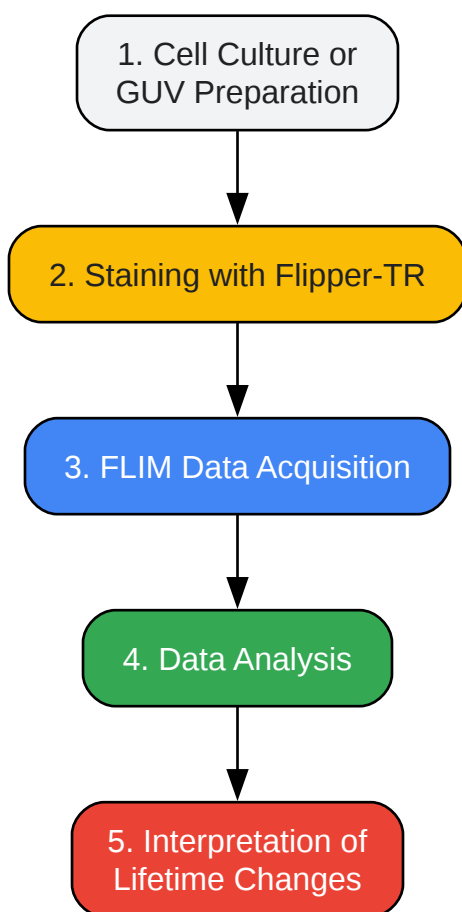 1. Cell Culture or
GUV Preparation
2. Staining with Flipper-TR
3. FLIM Data Acquisition
4. Data Analysis
5. Interpretation of
Lifetime Changes